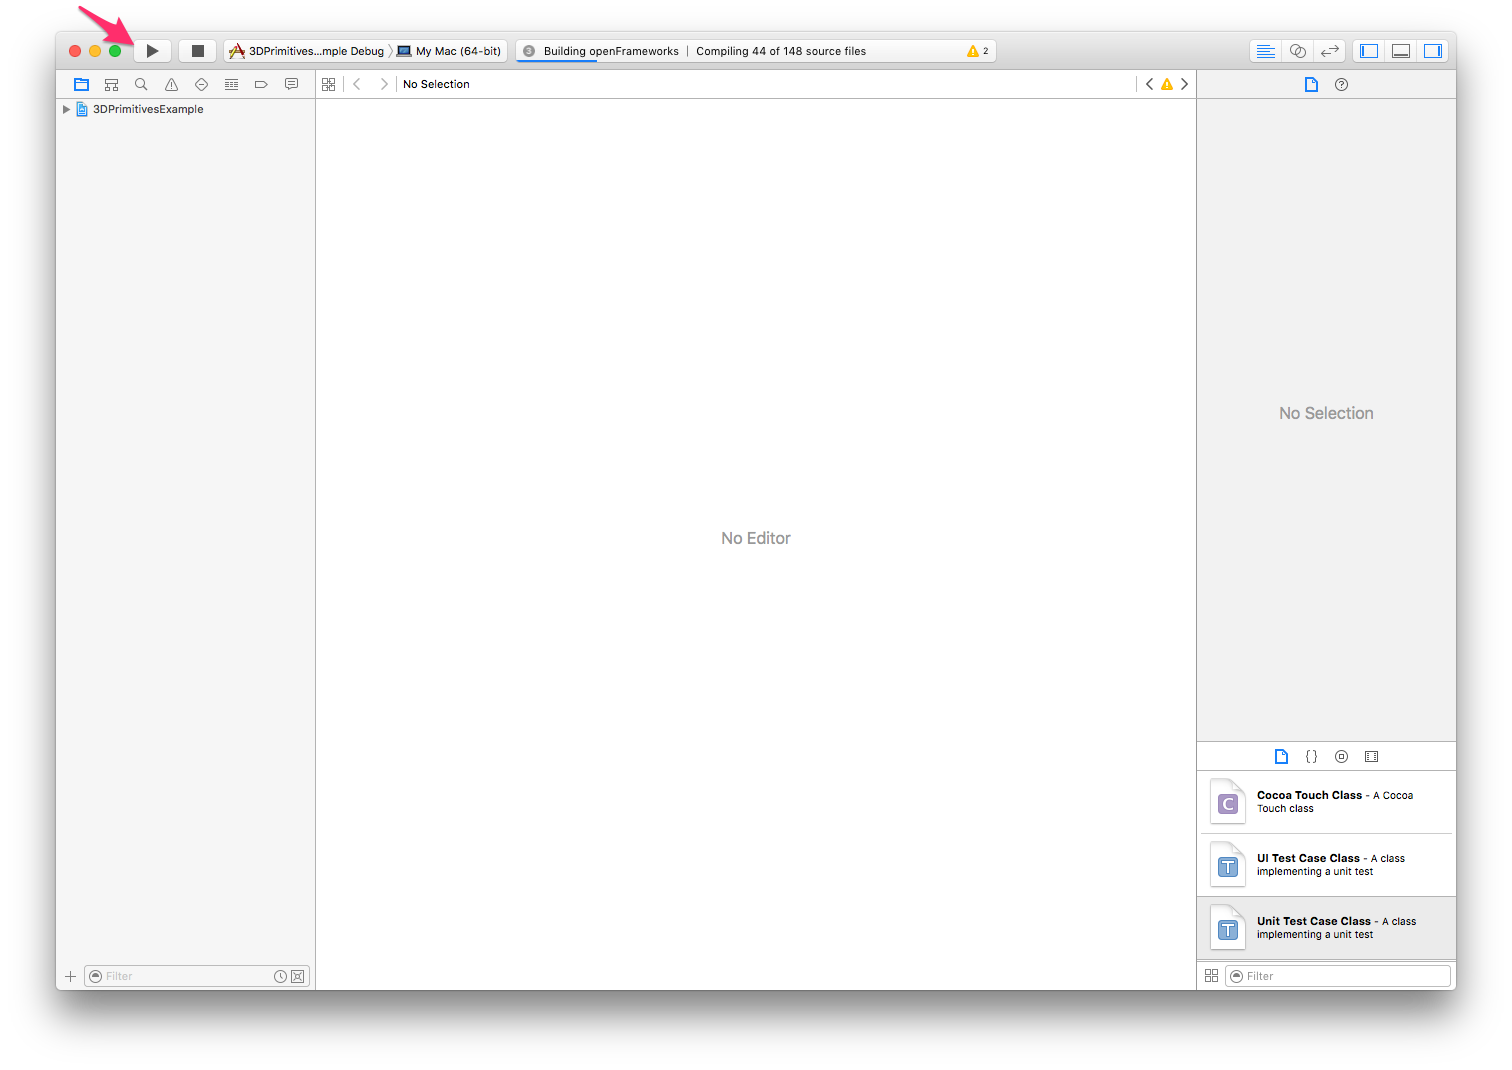 3DPrimitives...mple Debug
My Mac (64-bit)
3 Building openFrameworks | Compiling 44 of 148 source files
2
No Selection
3DPrimitivesExample
No Selection
No Editor
C
Cocoa Touch Class - A Cocoa
Touch class
T
UI Test Case Class - A class
implementing a unit test
T
Unit Test Case Class - A class
implementing a unit test
Filter
Filter